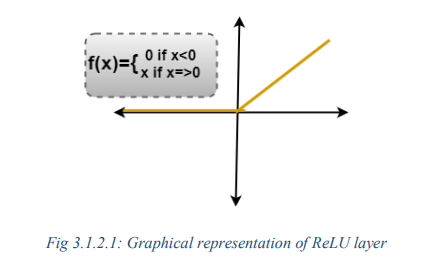 f(x)={ 0 if x<0
x if x=>0
Fig 3.1.2.1: Graphical representation of ReLU layer